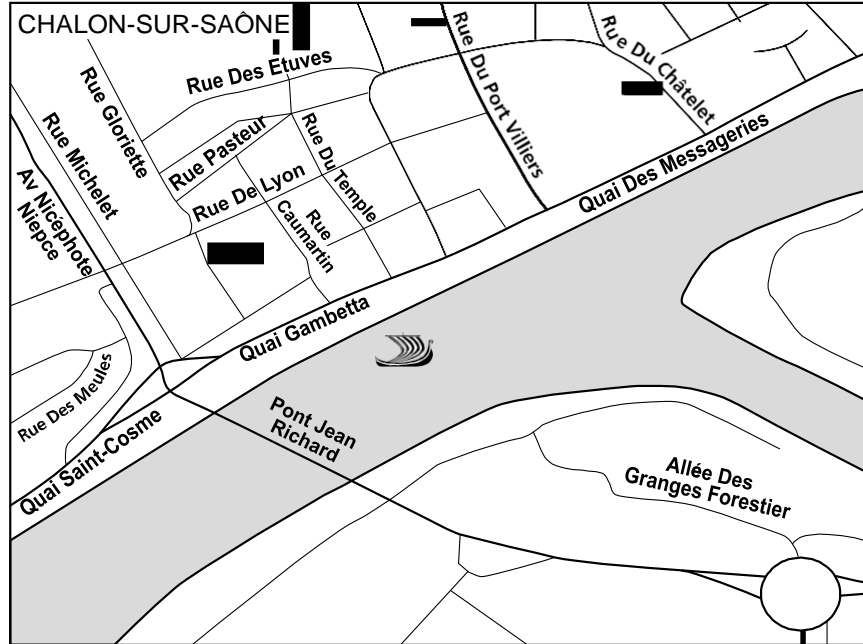 CHALON-SUR-SAÔNE
Rue Des Etuves
Rue Du Port Villiers
Rue Du Châtelet
Rue Gloriette
Rue Michelet
Rue Pasteur
Rue Du Temple
Rue De Lyon
Rue
Caumartin
Av Nicéphote
Niepce
Quai Des Messageries
Quai Gambetta
Rue Des Meules
Quai Saint-Cosme
Pont Jean
Richard
Allée Des
Granges Forestier